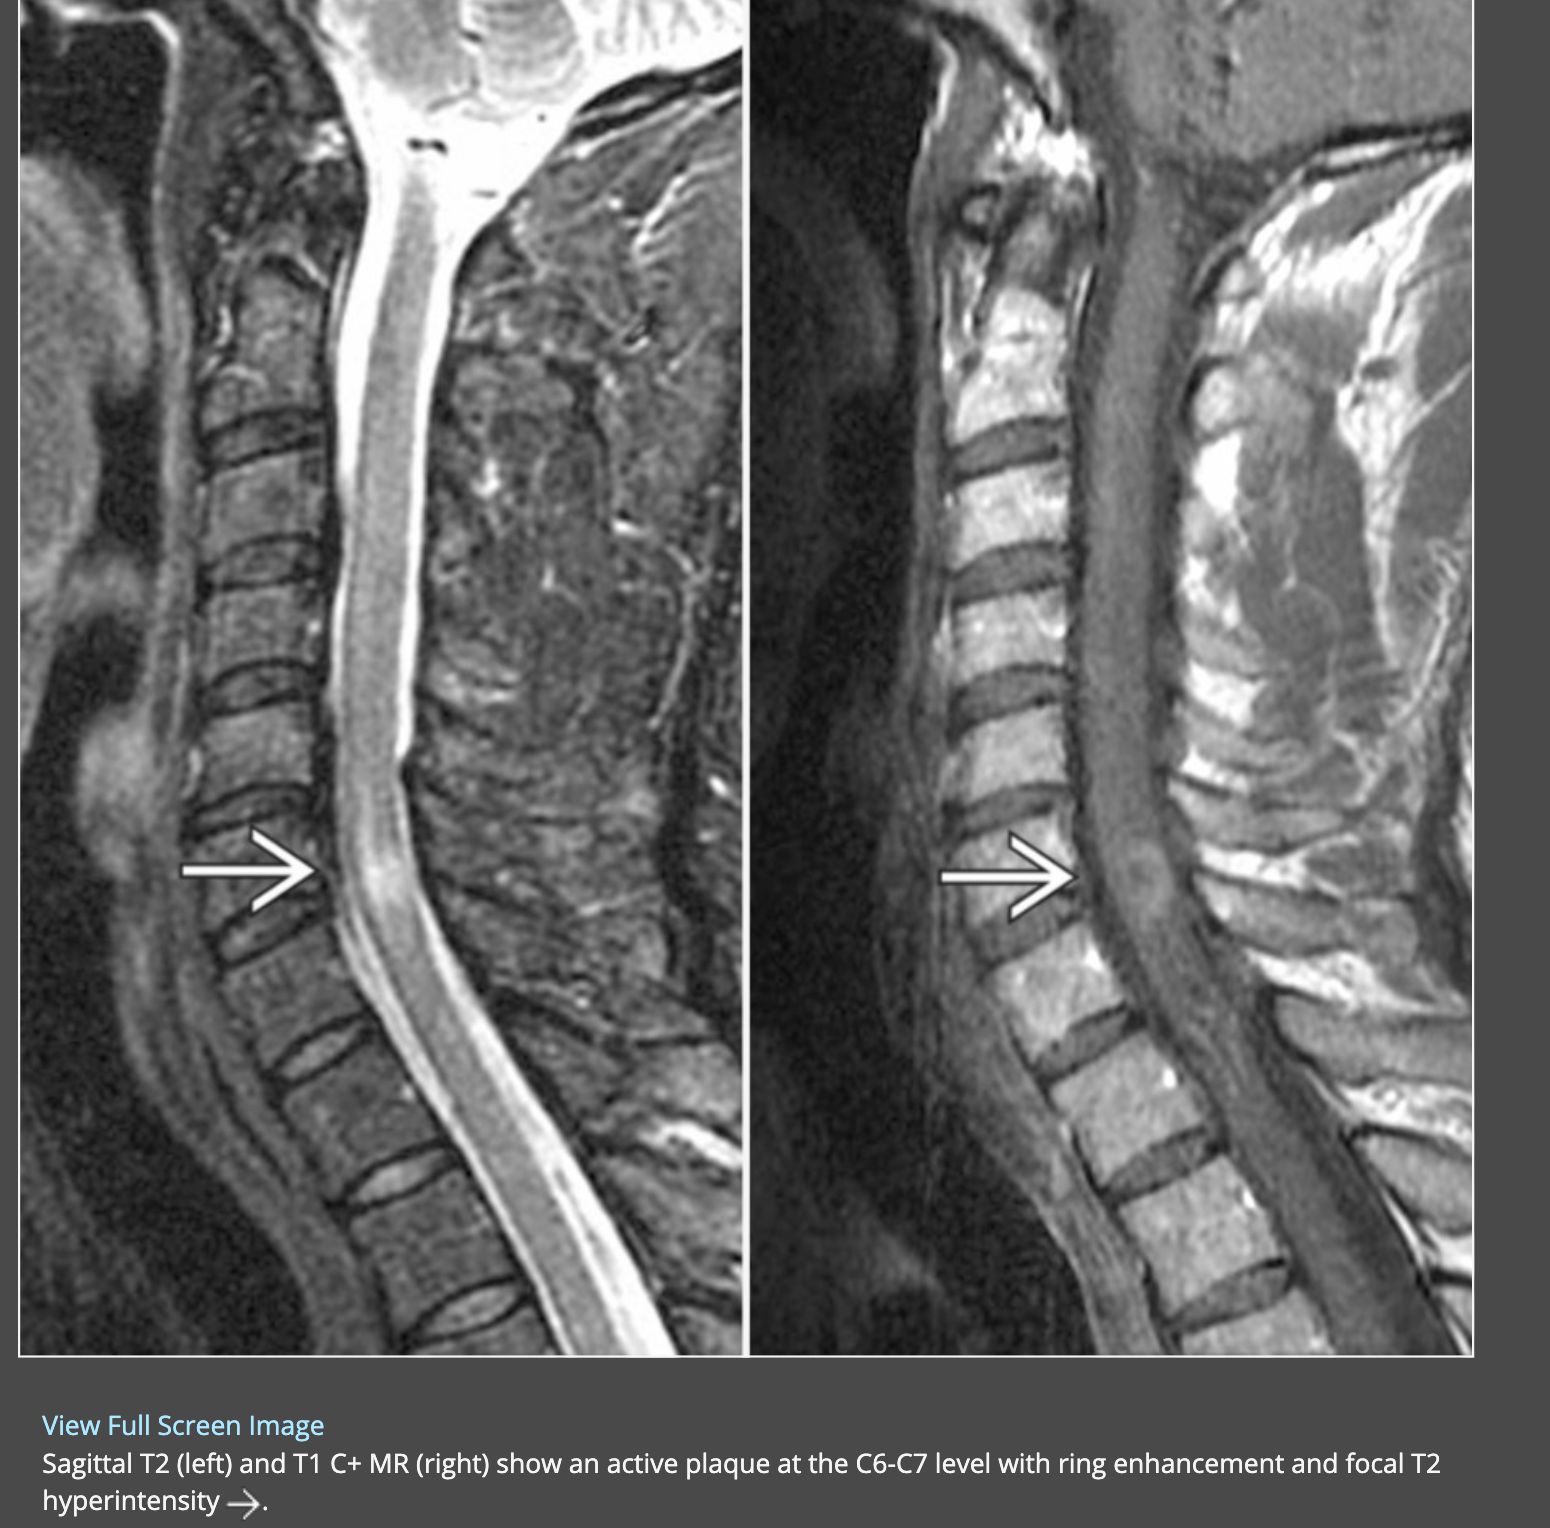 View Full Screen Image
Sagittal T2 (left) and T1 C+ MR (right) show an active plaque at the C6-C7 level with ring enhancement and focal T2
hyperintensity →.